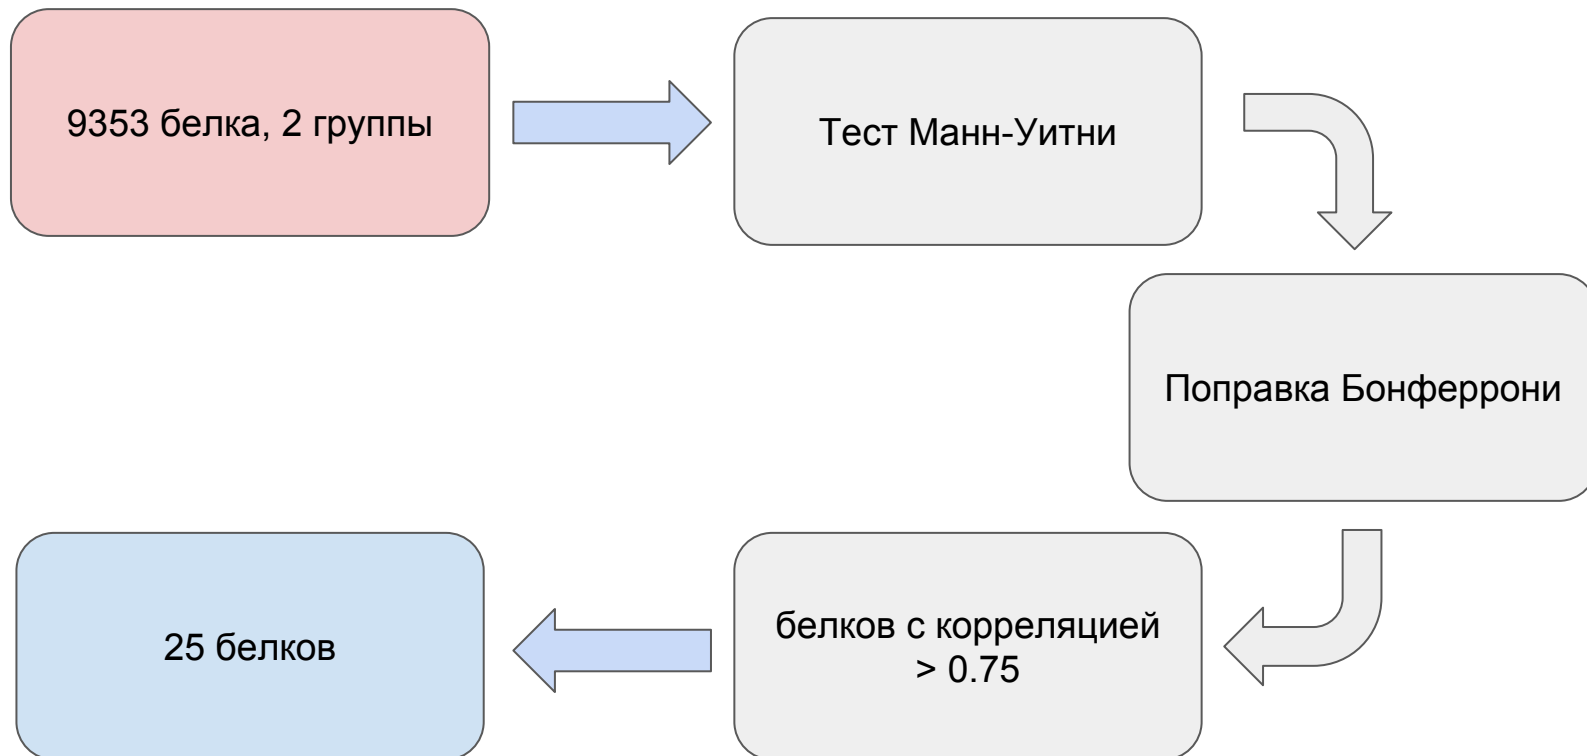 9353 белка, 2 группы
Тест Манн-Уитни
Поправка Бонферрони
белков с корреляцией
> 0.75
25 белков